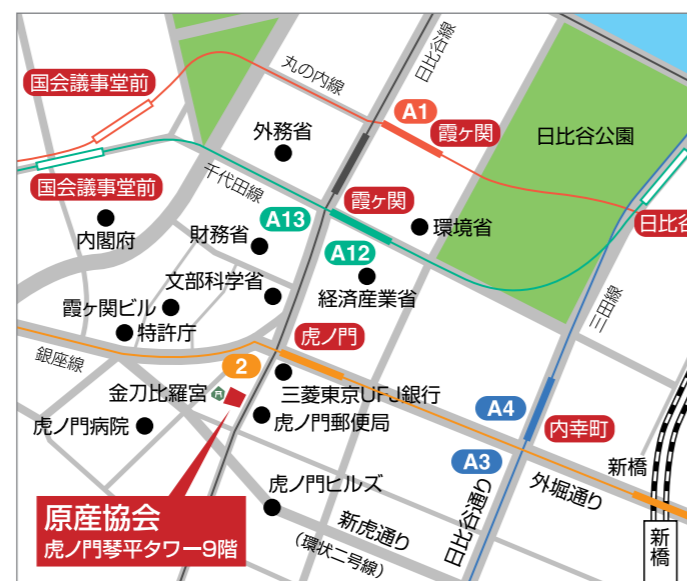 国会議事堂前
丸の内線
日比谷線
A1
霞ヶ関
日比谷公園
外務省
国会議事堂前
千代田線
霞ヶ関
A13
A12
環境省
日比谷
内閣府
財務省
文部科学省
経済産業省
三田線
霞ヶ関ビル
特許庁
虎ノ門
銀座線
2
金刀比羅宮
三菱東京UFJ銀行
虎ノ門病院
虎ノ門郵便局
A4
内幸町
A3
新橋
外堀通り
虎ノ門ヒルズ
日比谷通り
原産協会
虎ノ門琴平タワー9階
新虎通り
(環状二号線)
新橋